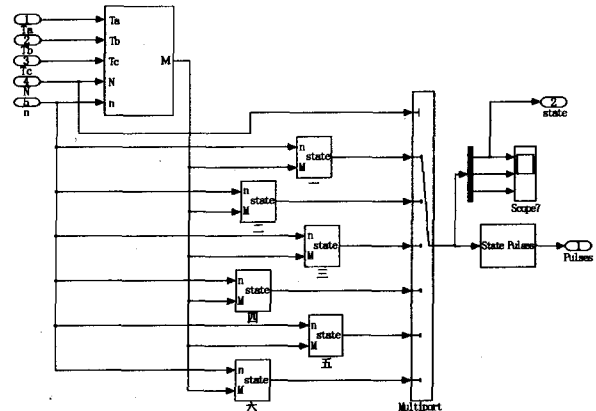 1
Ta
2
Tb
3
Tc
4
N
5
n
Ta
Tb
Tc
N
n
M
n
M
state
一
n
M
state
二
n
M
state
三
n
M
state
四
n
M
state
五
n
M
state
六
Multiport
2
state
Scope7
State Pulses
1
Pulses